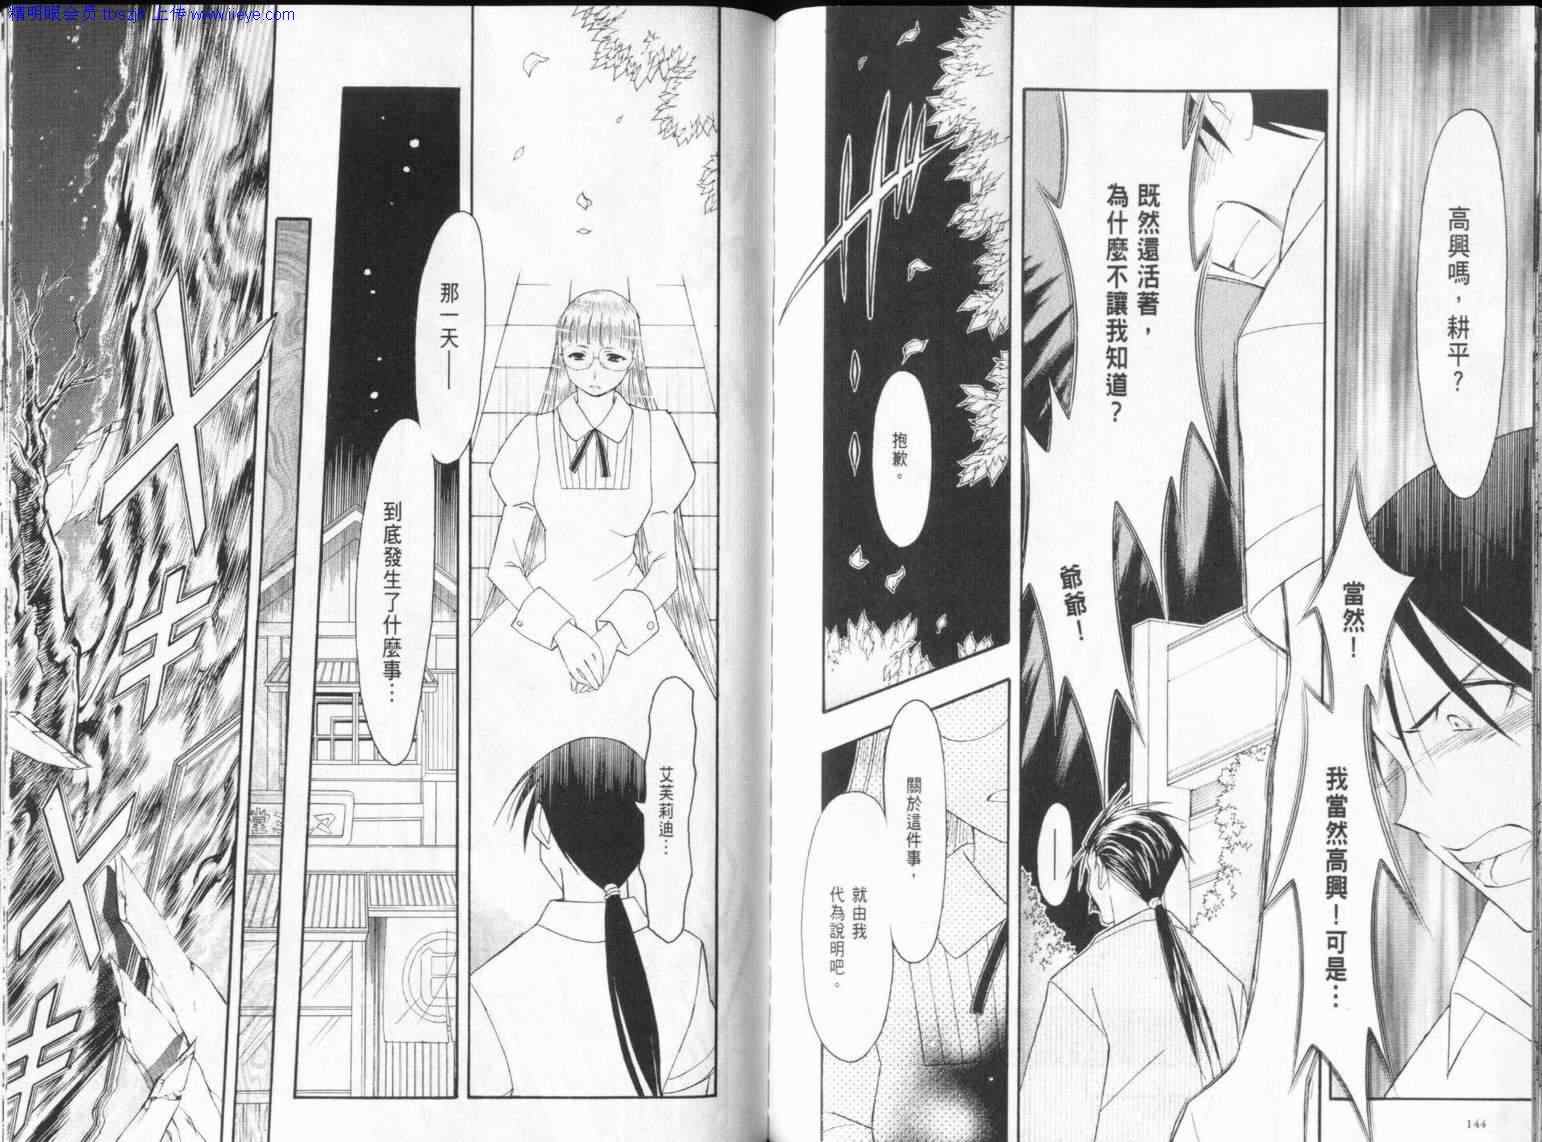 精明眼会员 tbszjs 上传 www.jieye.com
高興嗎，耕平？
當然！
我當然高興！可是…
既然還活著，
為什麼不讓我知道？
爺爺！
——
抱歉。
關於這件事，
就由我
代為說明吧。
艾芙莉迪…
那一天——
到底發生了什麼事…
144